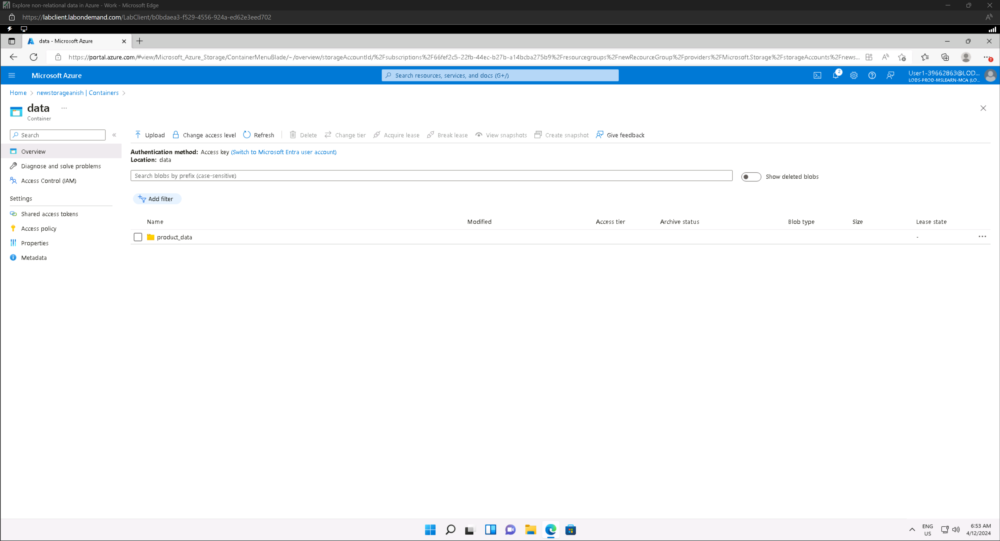 Explore non-relational data in Azure - Work - Microsoft Edge
https://labclient.labondemand.com/LabClient/b0bdaea3-f529-4556-924a-ed62e3eed702
data - Microsoft Azure
https://portal.azure.com/#view/Microsoft_Azure_Storage/ContainerMenuBlade/~/overview/storageAccountId/%2Fsubscriptions%2F66fef2c5-22fb-44ec-b27b-a14bcba275b9%2Fresourcegroups%2FnewRecourceGroup%2Fproviders%2FMicrosoft.Storage%2FstorageAccounts%2Fnews...
Microsoft Azure
Search resources, services, and docs (G+/)
2
User1-39662863@LOD...
LODS-PROD-MSLEARN-MCA (LO...
Home > newstorageanish | Containers >
data ...
Container
Search
Upload Change access level Refresh Delete Change tier Acquire lease Break lease View snapshots Create snapshot Give feedback
Overview
Diagnose and solve problems
Access Control (IAM)
Settings
Shared access tokens
Access policy
Properties
Metadata
Authentication method: Access key (Switch to Microsoft Entra user account)
Location: data
Search blobs by prefix (case-sensitive)
Show deleted blobs
Add filter
Name Modified Access tier Archive status Blob type Size Lease state
product_data - ...
ENG
US
6:53 AM
4/12/2024